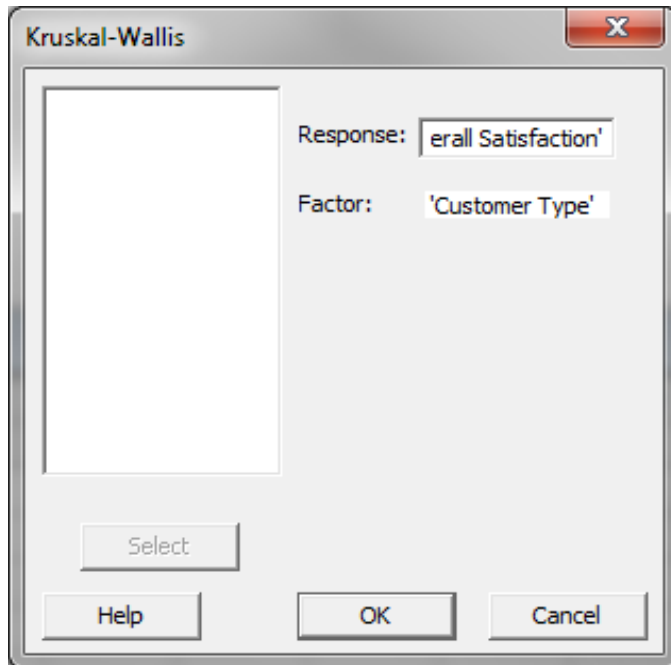 Kruskal-Wallis
Response: erall Satisfaction'
Factor: 'Customer Type'
Select
Help OK Cancel